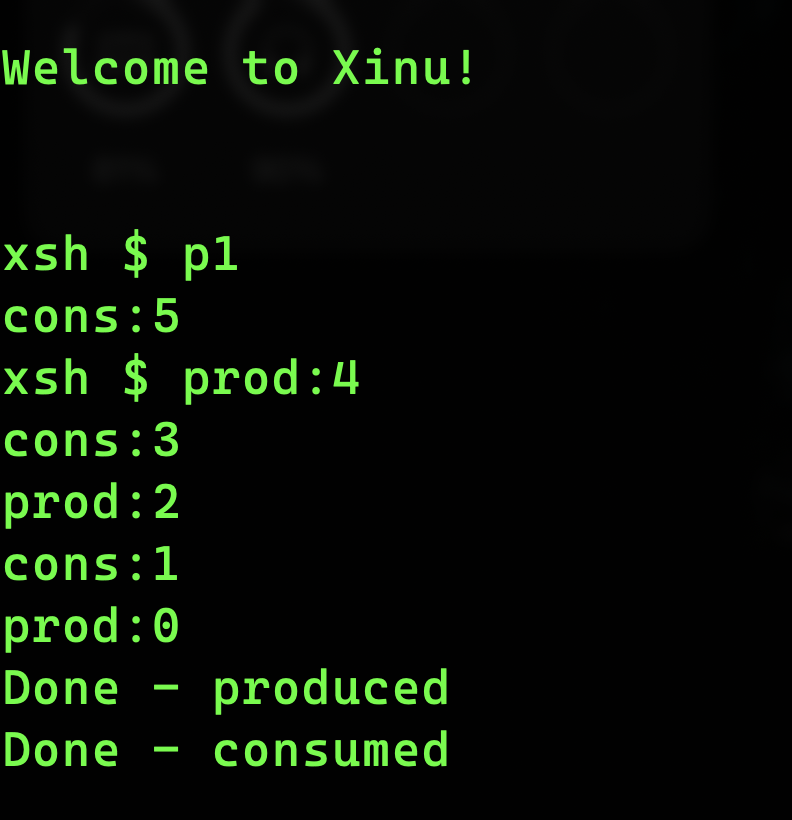 Welcome to Xinu!
xsh $ p1
cons:5
xsh $ prod:4
cons:3
prod:2
cons:1
prod:0
Done - produced
Done - consumed